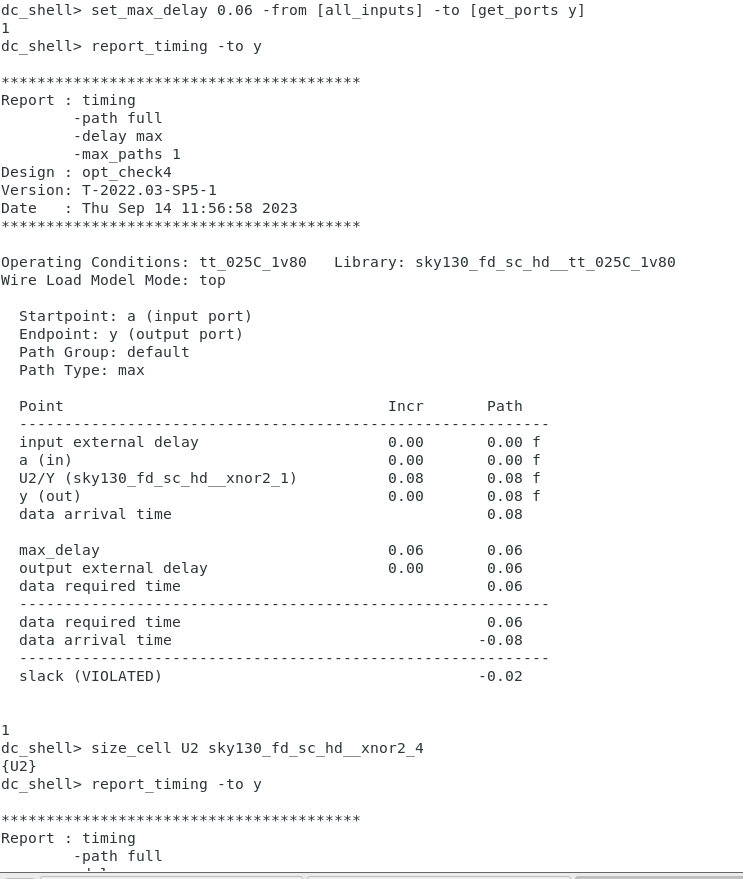 dc_shell> set_max_delay 0.06 -from [all_inputs] -to [get_ports y]
1
dc_shell> report_timing -to y
****************************************
Report : timing
        -path full
        -delay max
        -max_paths 1
Design : opt_check4
Version: T-2022.03-SP5-1
Date   : Thu Sep 14 11:56:58 2023
****************************************
Operating Conditions: tt_025C_1v80   Library: sky130_fd_sc_hd__tt_025C_1v80
Wire Load Model Mode: top
  Startpoint: a (input port)
  Endpoint: y (output port)
  Path Group: default
  Path Type: max
  Point                                    Incr       Path
  -----------------------------------------------------------
  input external delay                     0.00       0.00 f
  a (in)                                   0.00       0.00 f
  U2/Y (sky130_fd_sc_hd__xnor2_1)          0.08       0.08 f
  y (out)                                  0.00       0.08 f
  data arrival time                                   0.08
  max_delay                                0.06       0.06
  output external delay                    0.00       0.06
  data required time                                  0.06
  -----------------------------------------------------------
  data required time                                  0.06
  data arrival time                                  -0.08
  -----------------------------------------------------------
  slack (VIOLATED)                                   -0.02
1
dc_shell> size_cell U2 sky130_fd_sc_hd__xnor2_4
{U2}
dc_shell> report_timing -to y
****************************************
Report : timing
        -path full